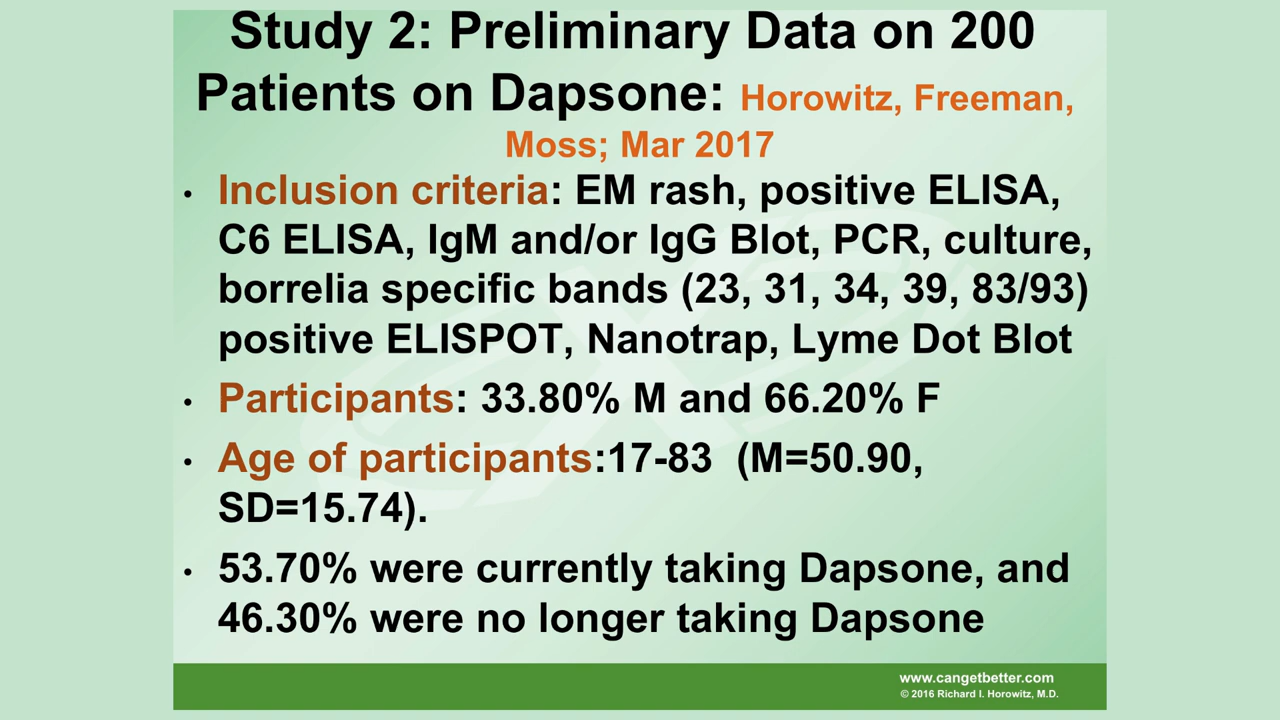 Study 2: Preliminary Data on 200
Patients on Dapsone: Horowitz, Freeman,
Moss; Mar 2017
• Inclusion criteria: EM rash, positive ELISA,
C6 ELISA, IgM and/or IgG Blot, PCR, culture,
borrelia specific bands (23, 31, 34, 39, 83/93)
positive ELISPOT, Nanotrap, Lyme Dot Blot
• Participants: 33.80% M and 66.20% F
• Age of participants:17-83 (M=50.90,
SD=15.74).
• 53.70% were currently taking Dapsone, and
46.30% were no longer taking Dapsone
www.cangetbetter.com
© 2016 Richard I. Horowitz, M.D.